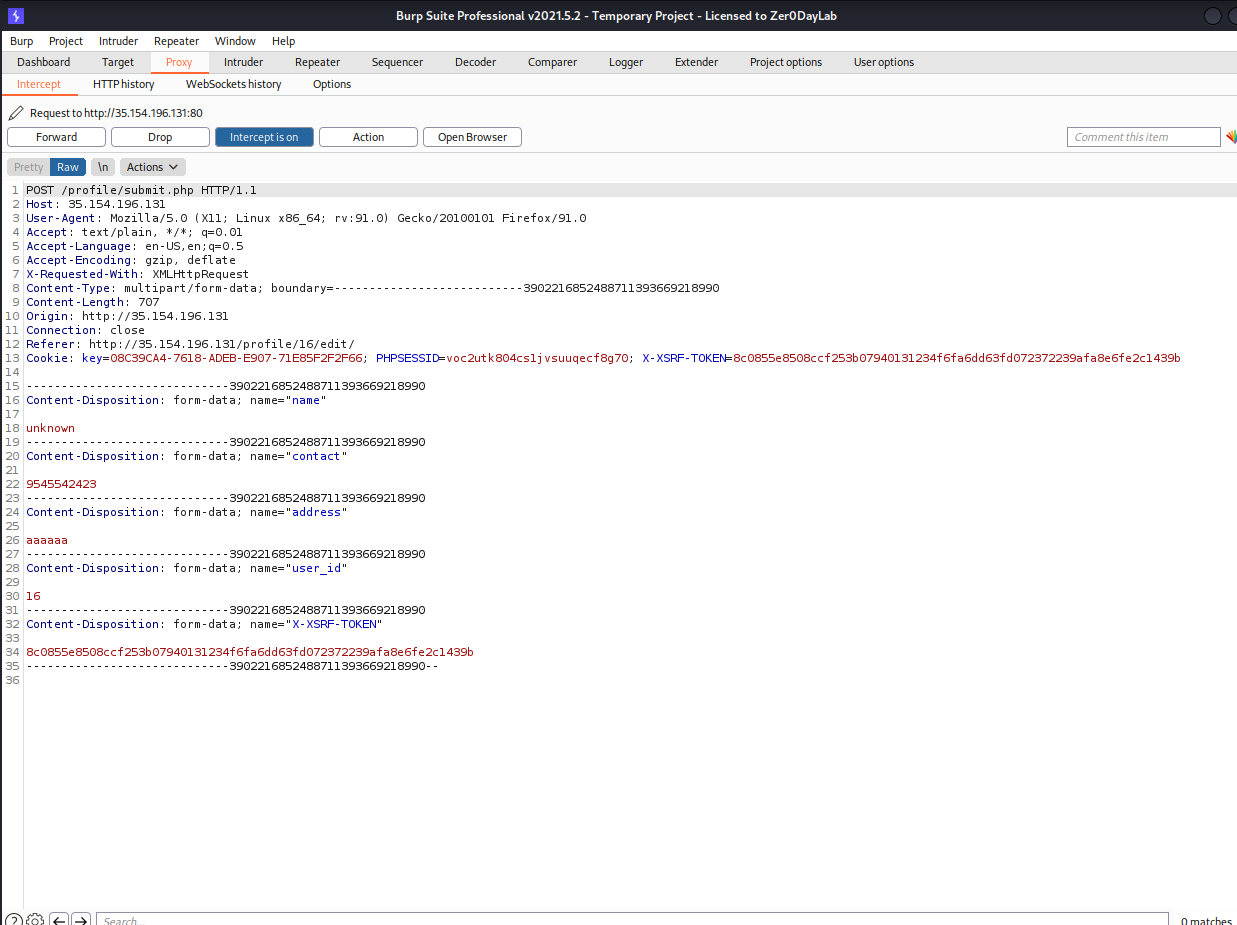 Burp Suite Professional v2021.5.2 - Temporary Project - Licensed to Zer0DayLab
Burp Project Intruder Repeater Window Help
Dashboard Target Proxy Intruder Repeater Sequencer Decoder Comparer Logger Extender Project options User options
Intercept HTTP history WebSockets history Options
Request to http://35.154.196.131:80
Forward Drop Intercept is on Action Open Browser Comment this item
Pretty Raw \n Actions
1 POST /profile/submit.php HTTP/1.1
2 Host: 35.154.196.131
3 User-Agent: Mozilla/5.0 (X11; Linux x86_64; rv:91.0) Gecko/20100101 Firefox/91.0
4 Accept: text/plain, */*; q=0.01
5 Accept-Language: en-US,en;q=0.5
6 Accept-Encoding: gzip, deflate
7 X-Requested-With: XMLHttpRequest
8 Content-Type: multipart/form-data; boundary=---------------------------3902216852488711393669218990
9 Content-Length: 707
10 Origin: http://35.154.196.131
11 Connection: close
12 Referer: http://35.154.196.131/profile/16/edit/
13 Cookie: key=08C39CA4-7618-ADEB-E907-71E85F2F2F66; PHPSESSID=voc2utk804cs1jvsuuqecf8g70; X-XSRF-TOKEN=8c0855e8508ccf253b07940131234f6fa6dd63fd072372239afa8e6fe2c1439b
14
15 -----------------------------3902216852488711393669218990
16 Content-Disposition: form-data; name="name"
17
18 unknown
19 -----------------------------3902216852488711393669218990
20 Content-Disposition: form-data; name="contact"
21
22 9545542423
23 -----------------------------3902216852488711393669218990
24 Content-Disposition: form-data; name="address"
25
26 aaaaaa
27 -----------------------------3902216852488711393669218990
28 Content-Disposition: form-data; name="user_id"
29
30 16
31 -----------------------------3902216852488711393669218990
32 Content-Disposition: form-data; name="X-XSRF-TOKEN"
33
34 8c0855e8508ccf253b07940131234f6fa6dd63fd072372239afa8e6fe2c1439b
35 -----------------------------3902216852488711393669218990--
36
? Search... 0 matches